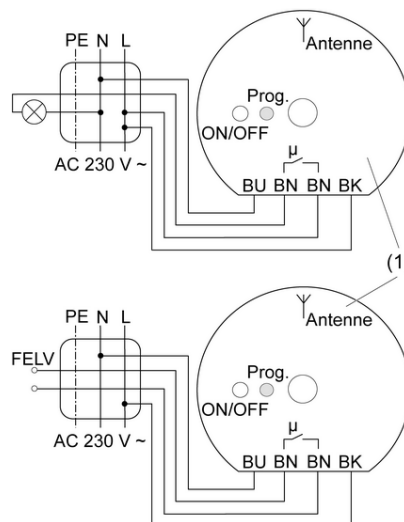 PE N L
Antenne
Prog.
ON/OFF
µ
AC 230 V ~
BU BN BN BK
(1
PE N L
Antenne
FELV
Prog.
ON/OFF
µ
AC 230 V ~
BU BN BN BK